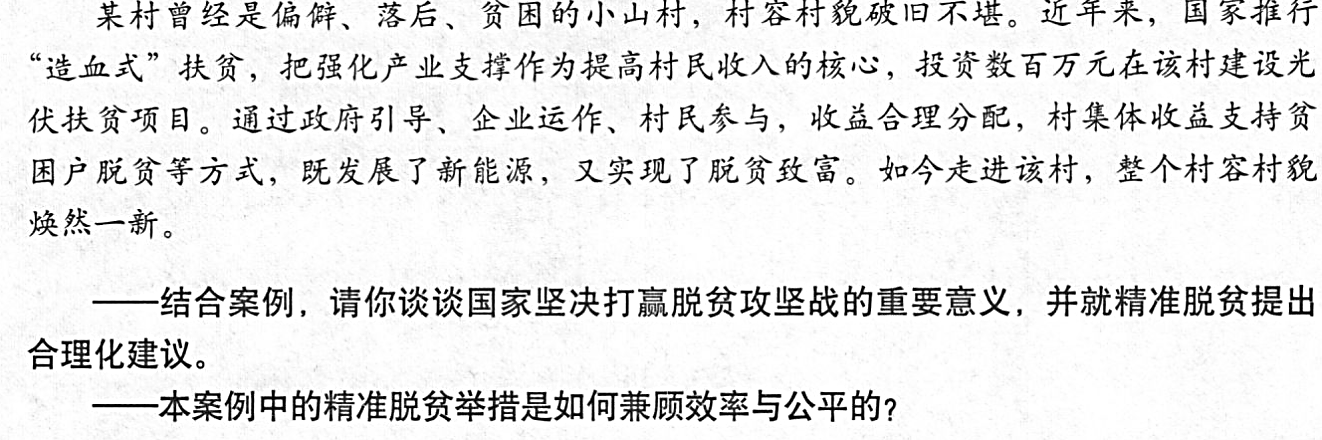 某村曾经是偏僻、落后、贫困的小山村，村容村貌破旧不堪。近年来，国家推行
“造血式”扶贫，把强化产业支撑作为提高村民收入的核心，投资数百万元在该村建设光
伏扶贫项目。通过政府引导、企业运作、村民参与，收益合理分配，村集体收益支持贫
困户脱贫等方式，既发展了新能源，又实现了脱贫致富。如今走进该村，整个村容村貌
焕然一新。
——结合案例，请你谈谈国家坚决打赢脱贫攻坚战的重要意义，并就精准脱贫提出
合理化建议。
——本案例中的精准脱贫举措是如何兼顾效率与公平的？